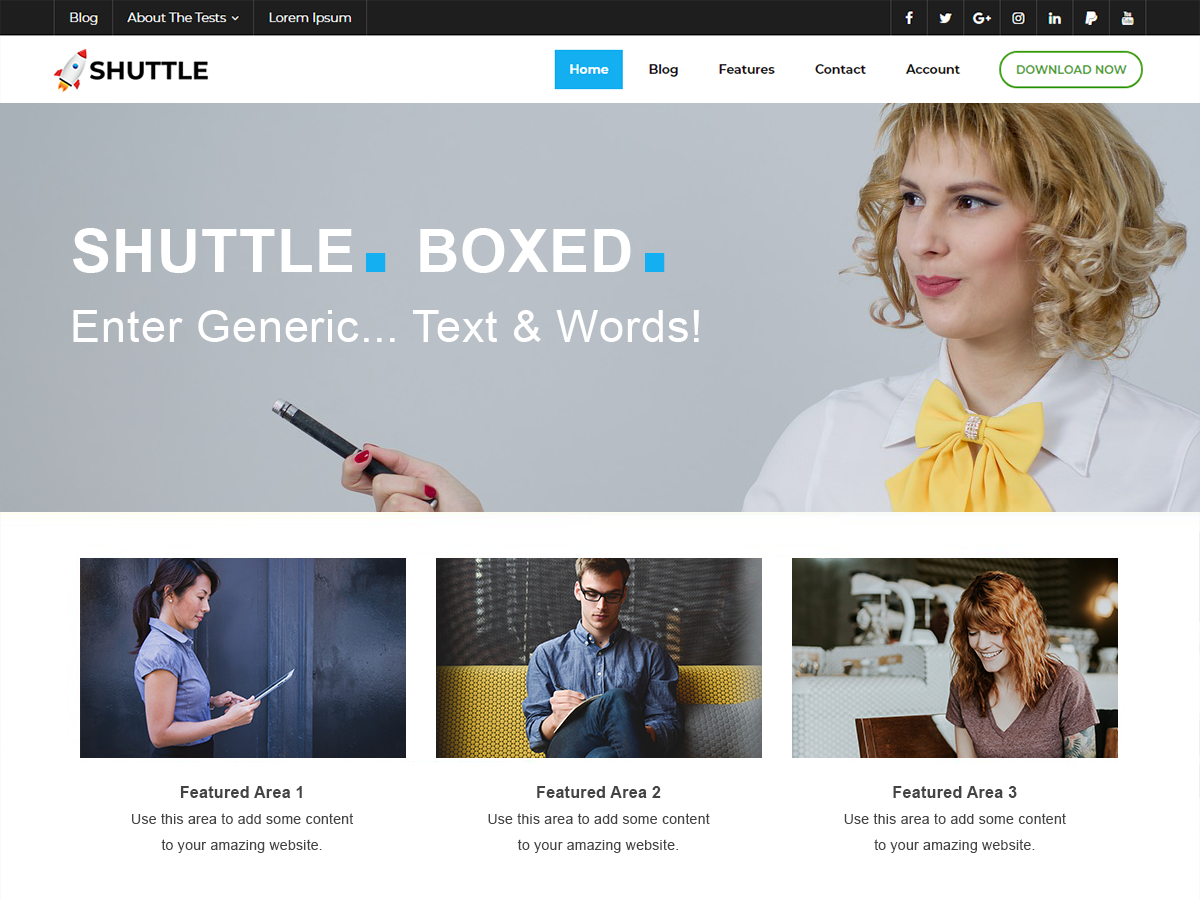 Blog About The Tests Lorem Ipsum
SHUTTLE
Home Blog Features Contact Account DOWNLOAD NOW
SHUTTLE. BOXED.
Enter Generic... Text & Words!
Featured Area 1
Use this area to add some content
to your amazing website.
Featured Area 2
Use this area to add some content
to your amazing website.
Featured Area 3
Use this area to add some content
to your amazing website.